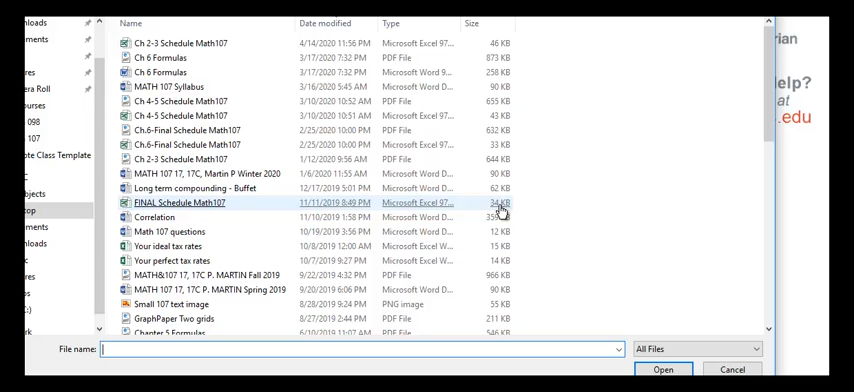 Name Date modified Type Size
nloads
Ch 2-3 Schedule Math107 4/14/2020 11:56 PM Microsoft Excel 97... 46 KB
ments
Ch 6 Formulas 3/17/2020 7:32 PM PDF File 873 KB
Ch 6 Formulas 3/17/2020 7:32 PM Microsoft Word 9... 258 KB
res
MATH 107 Syllabus 3/16/2020 5:45 AM Microsoft Word D... 90 KB
era Roll
Ch 4-5 Schedule Math107 3/10/2020 10:52 AM PDF File 655 KB
ourses
Ch 4-5 Schedule Math107 3/10/2020 10:51 AM Microsoft Excel 97... 43 KB
098
Ch.6-Final Schedule Math107 2/25/2020 10:00 PM PDF File 632 KB
107
Ch.6-Final Schedule Math107 2/25/2020 10:00 PM Microsoft Excel 97... 33 KB
ote Class Template
Ch 2-3 Schedule Math107 1/12/2020 9:56 AM PDF File 644 KB
MATH 107 17, 17C, Martin P Winter 2020 1/6/2020 11:55 AM Microsoft Word D... 90 KB
bjects
Long term compounding - Buffet 12/17/2019 5:01 PM Microsoft Word D... 62 KB
top
FINAL Schedule Math107 11/11/2019 8:49 PM Microsoft Excel 97... 34 KB
ments
Correlation 11/10/2019 1:58 PM Microsoft Word D... 359
Math 107 questions 10/19/2019 3:56 PM Microsoft Word D... 12 KB
Your ideal tax rates 10/8/2019 12:00 AM Microsoft Excel W... 15 KB
Your perfect tax rates 10/7/2019 9:27 PM Microsoft Excel W... 14 KB
res
MATH&107 17, 17C P. MARTIN Fall 2019 9/22/2019 4:32 PM PDF File 966 KB
MATH 107 17, 17C P. MARTIN Spring 2019 9/20/2019 6:06 PM Microsoft Word D... 90 KB
:)
Small 107 text image 8/28/2019 9:24 PM PNG image 55 KB
GraphPaper Two grids 8/27/2019 2:44 PM PDF File 211 KB
rk
Chapter 5 Formulas 6/10/2019 11:07 AM PDF File 546 KB
File name: All Files
Open Cancel
rian
elp?
at
.edu